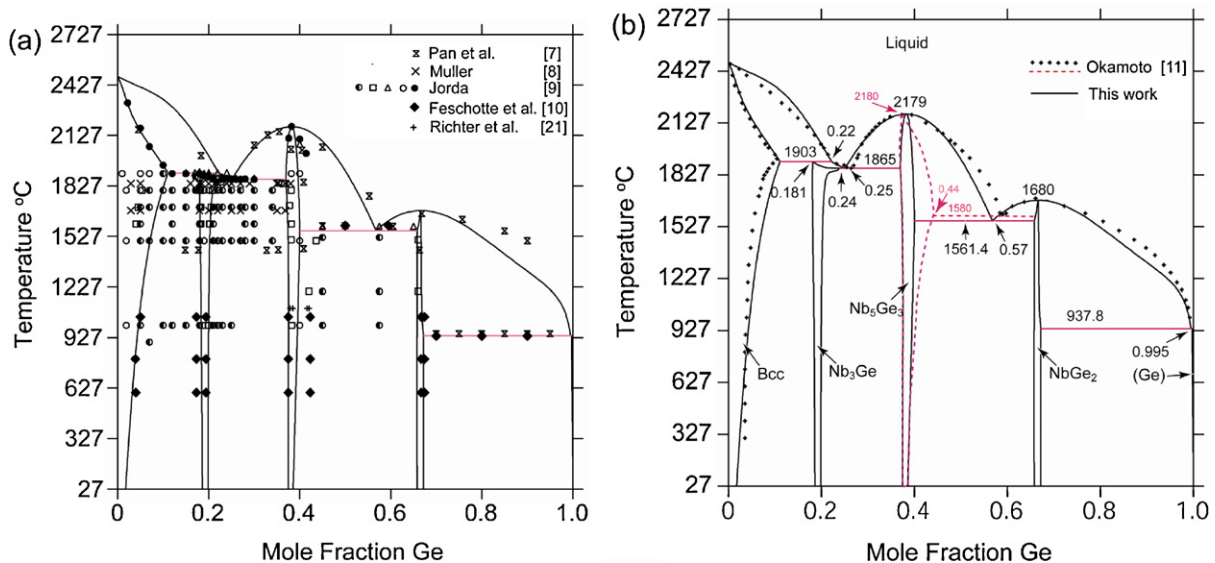 (a)
2727
2427
2127
1827
1527
1227
927
627
327
27
Temperature ºC
0
0.2
0.4
0.6
0.8
1.0
Mole Fraction Ge
Pan et al. [7]
Muller [8]
Jorda [9]
Feschotte et al. [10]
Richter et al. [21]
(b)
2727
2427
2127
1827
1527
1227
927
627
327
27
Temperature ºC
0
0.2
0.4
0.6
0.8
1.0
Mole Fraction Ge
Liquid
Okamoto [11]
This work
2180
2179
0.22
1903
1865
0.181
0.25
0.24
0.44
1580
1680
1561.4
0.57
Nb5Ge3
937.8
0.995
Bcc
Nb3Ge
NbGe2
(Ge)